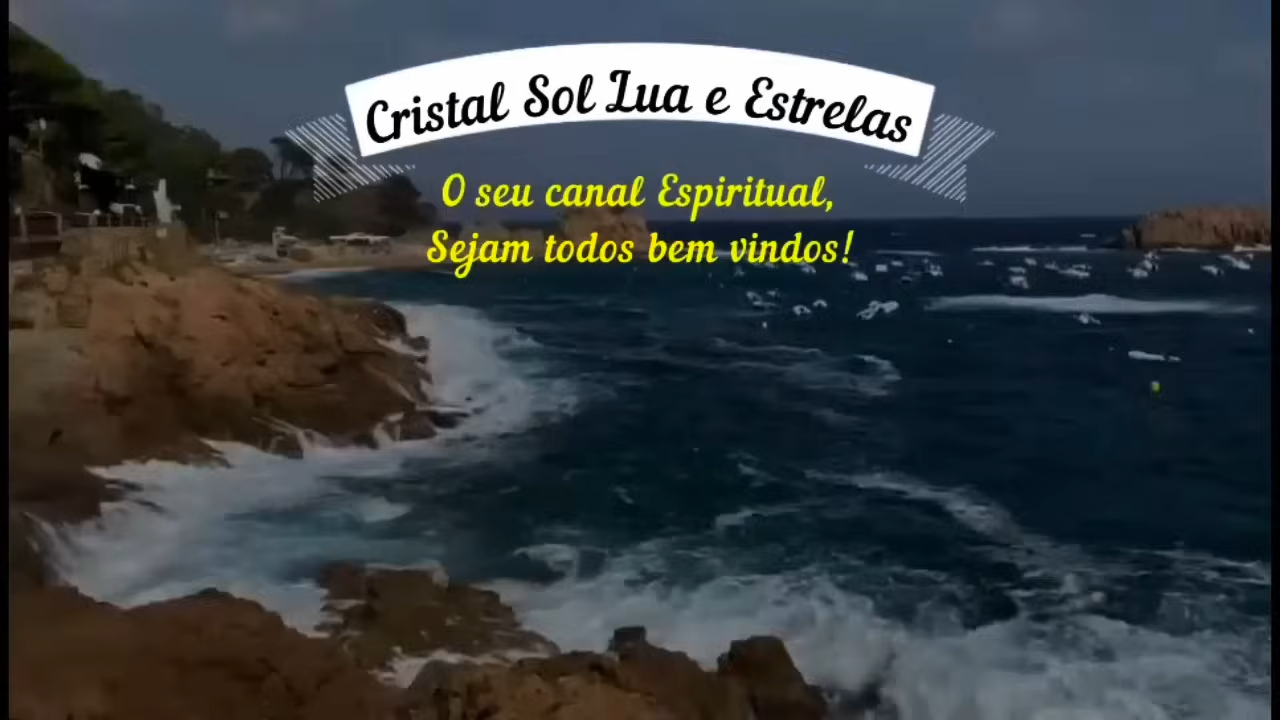 Cristal Sol Lua e Estrelas
O seu canal Espiritual,
Sejam todos bem vindos!